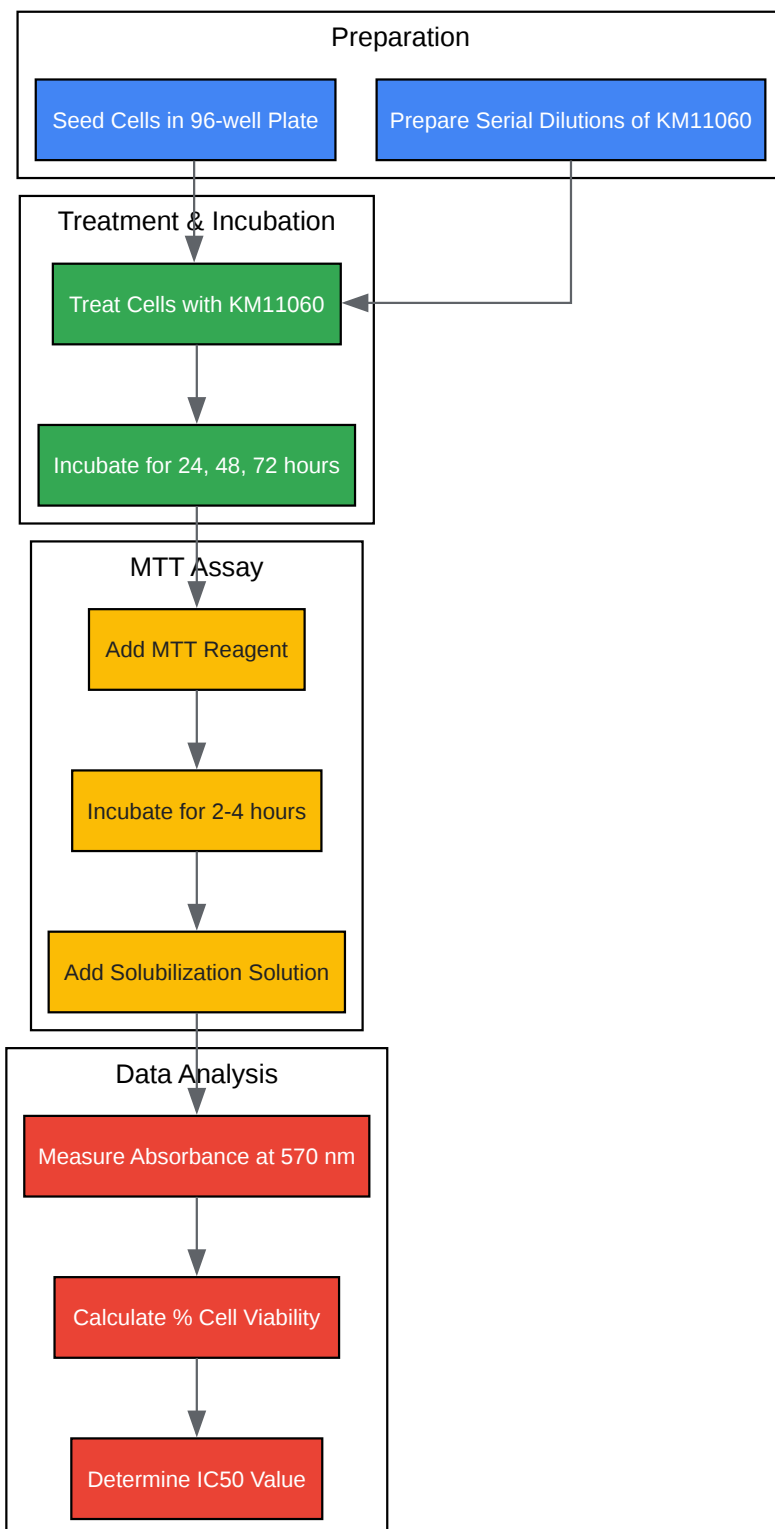 Preparation
Seed Cells in 96-well Plate
Prepare Serial Dilutions of KM11060
Treatment & Incubation
Treat Cells with KM11060
Incubate for 24, 48, 72 hours
MTT Assay
Add MTT Reagent
Incubate for 2-4 hours
Add Solubilization Solution
Data Analysis
Measure Absorbance at 570 nm
Calculate % Cell Viability
Determine IC50 Value